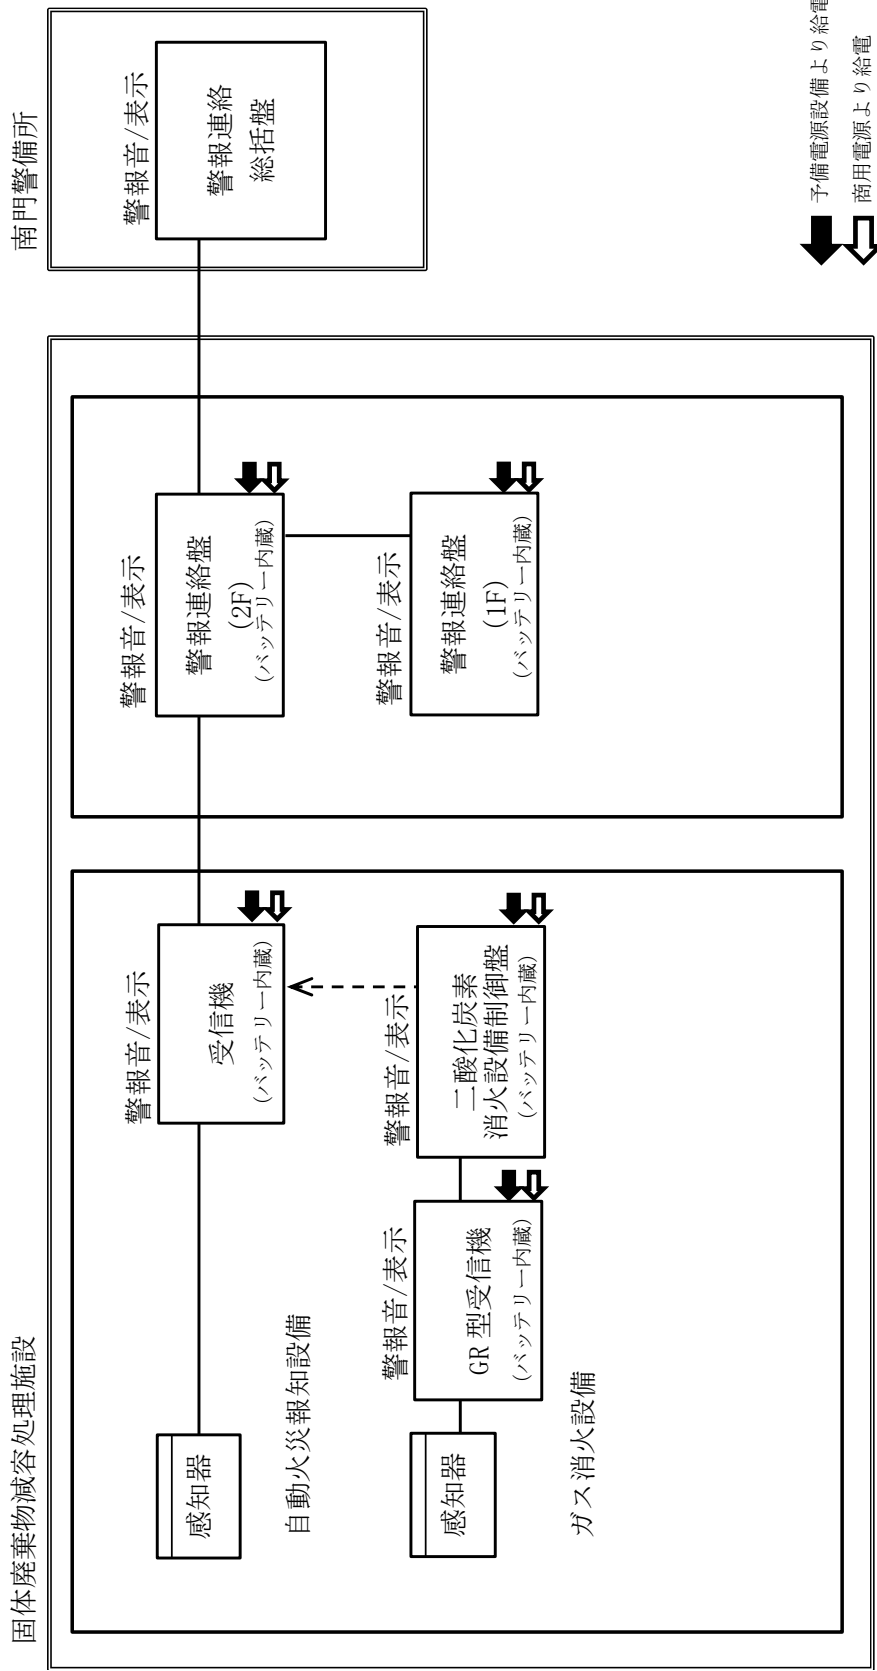 固体廃棄物減容処理施設
感知器
自動火災報知設備
警報音/表示
受信機
(バッテリー内蔵)
感知器
ガス消火設備
警報音/表示
GR 型受信機
(バッテリー内蔵)
警報音/表示
二酸化炭素
消火設備制御盤
(バッテリー内蔵)
警報音/表示
警報連絡盤
(2F)
(バッテリー内蔵)
警報音/表示
警報連絡盤
(1F)
(バッテリー内蔵)
南門警備所
警報音/表示
警報連絡
総括盤
予備電源設備より給電
商用電源より給電